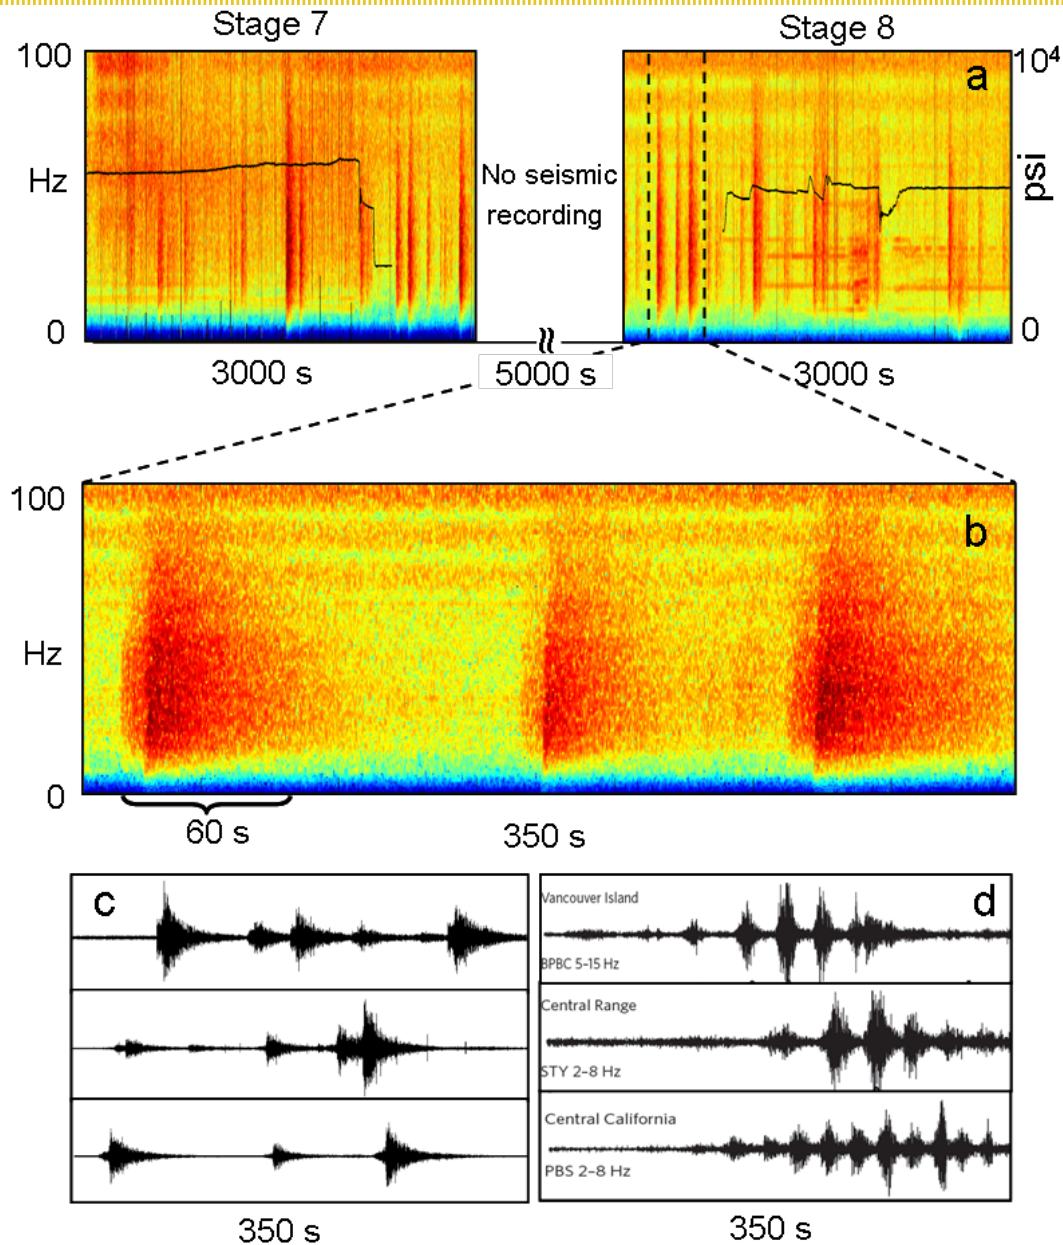 Stage 7
Stage 8
100
a
10⁴
Hz
No seismic
recording
psi
0
0
3000 s
5000 s
3000 s
100
b
Hz
0
60 s
350 s
c
Vancouver Island
d
BPBC 5–15 Hz
Central Range
STY 2–8 Hz
Central California
PBS 2–8 Hz
350 s
350 s